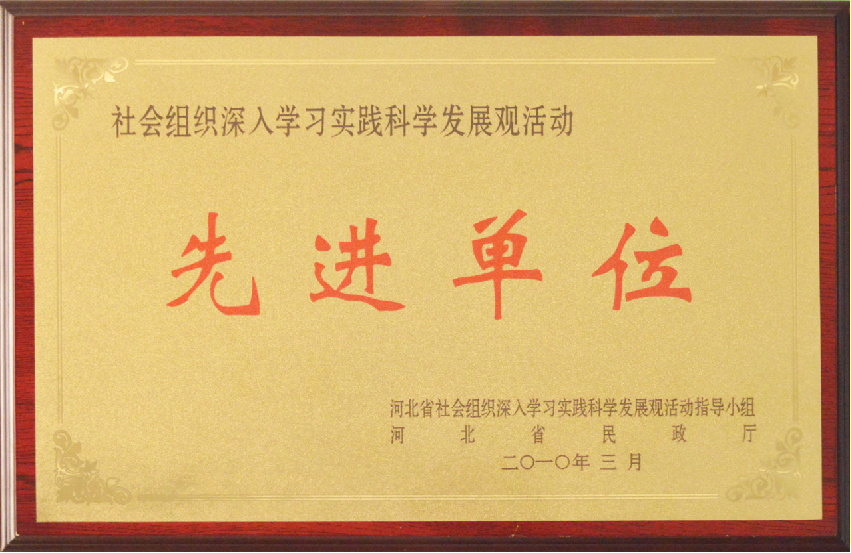 社会组织深入学习实践科学发展观活动
先进单位
河北省社会组织深入学习实践科学发展观活动指导小组
河北省民政厅
二〇一〇年三月